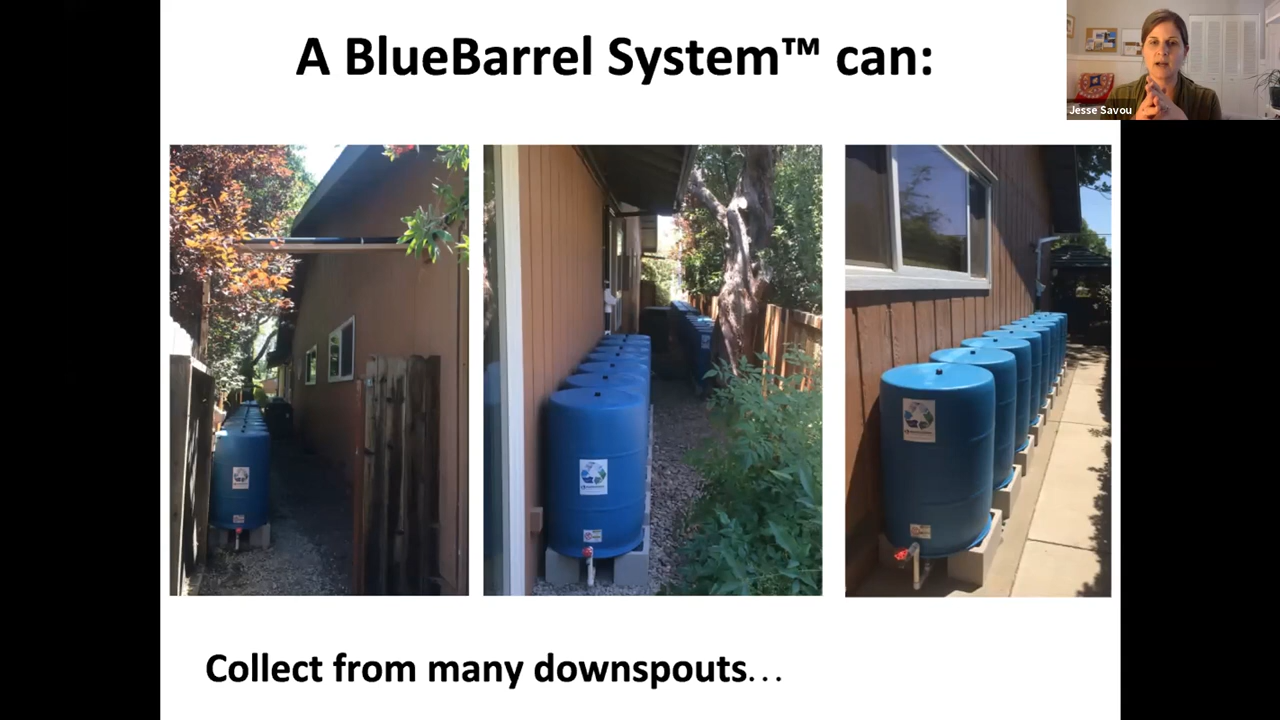 A BlueBarrel System™ can:
Jesse Savou
Collect from many downspouts...